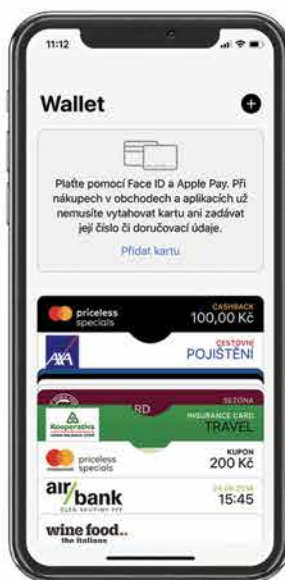 11:12
Wallet
Plaťte pomocí Face ID a Apple Pay. Při
nákupech v obchodech a aplikacích už
nemusíte vytahovat kartu ani zadávat
její číslo či doručovací údaje.
Přidat kartu
priceless
specials
CASHBACK
100,00 Kč
AXA
CESTOVNÍ
POJIŠTĚNÍ
RD
SEZÓNA
Kooperativa
INSURANCE CARD
TRAVEL
priceless
specials
KUPON
200 Kč
air
bank
15:45
wine food..
the italians